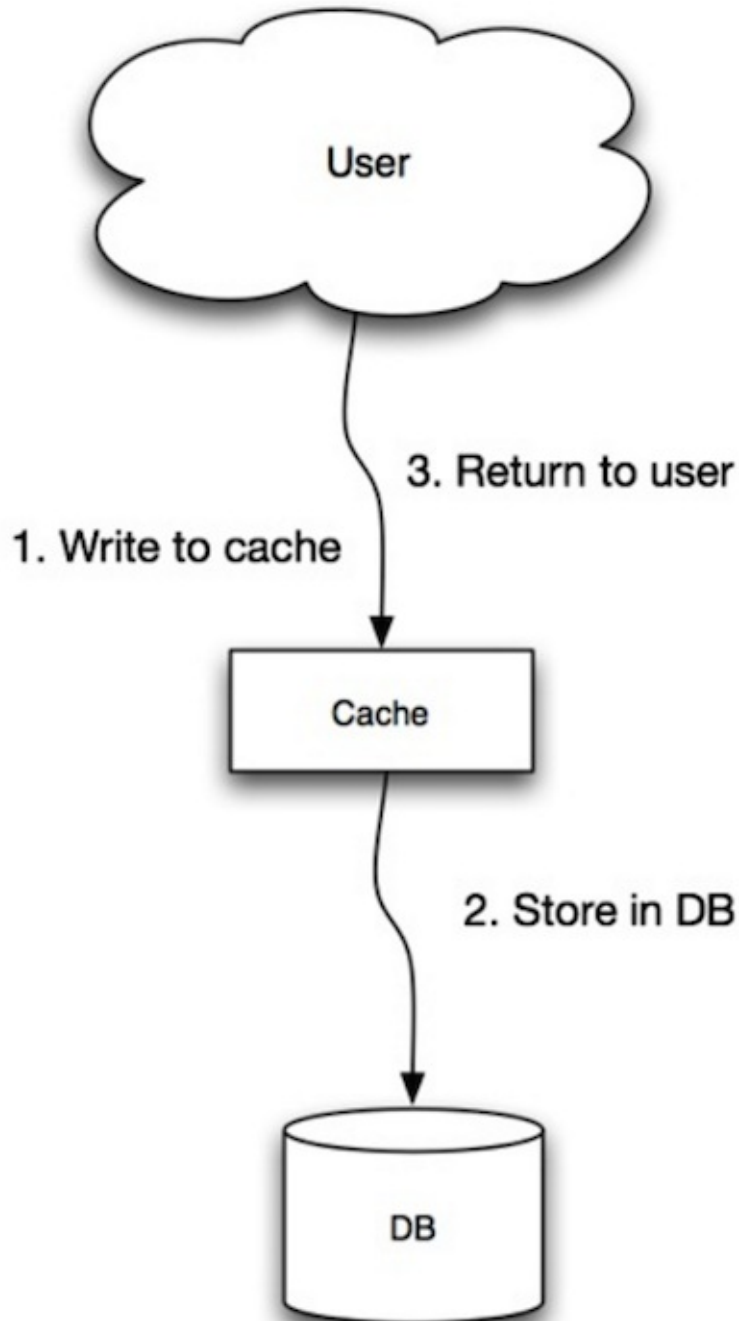 User
3. Return to user
1. Write to cache
Cache
2. Store in DB
DB